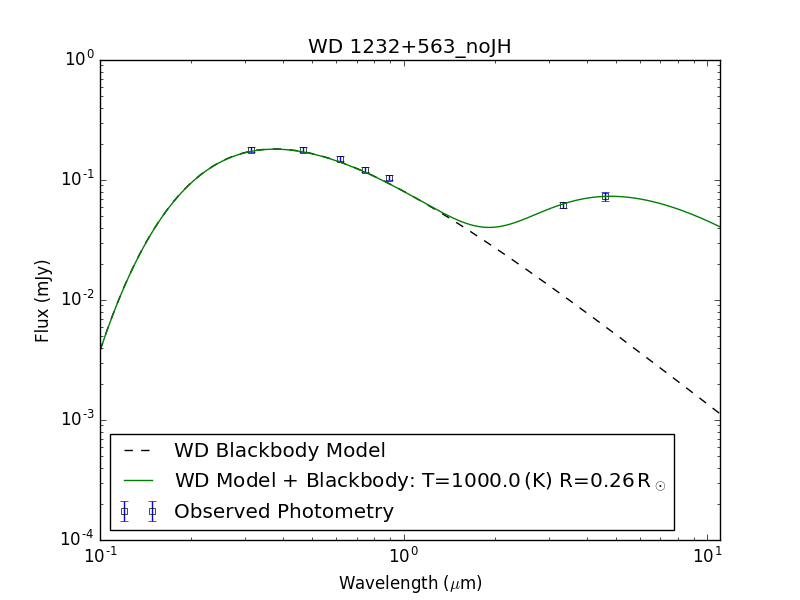 WD 1232+563_noJH
10^0
10^-1
10^-2
10^-3
10^-4
Flux (mJy)
WD Blackbody Model
WD Model + Blackbody: T=1000.0 (K) R=0.26 R_⊙
Observed Photometry
10^-1 10^0 10^1
Wavelength (μm)